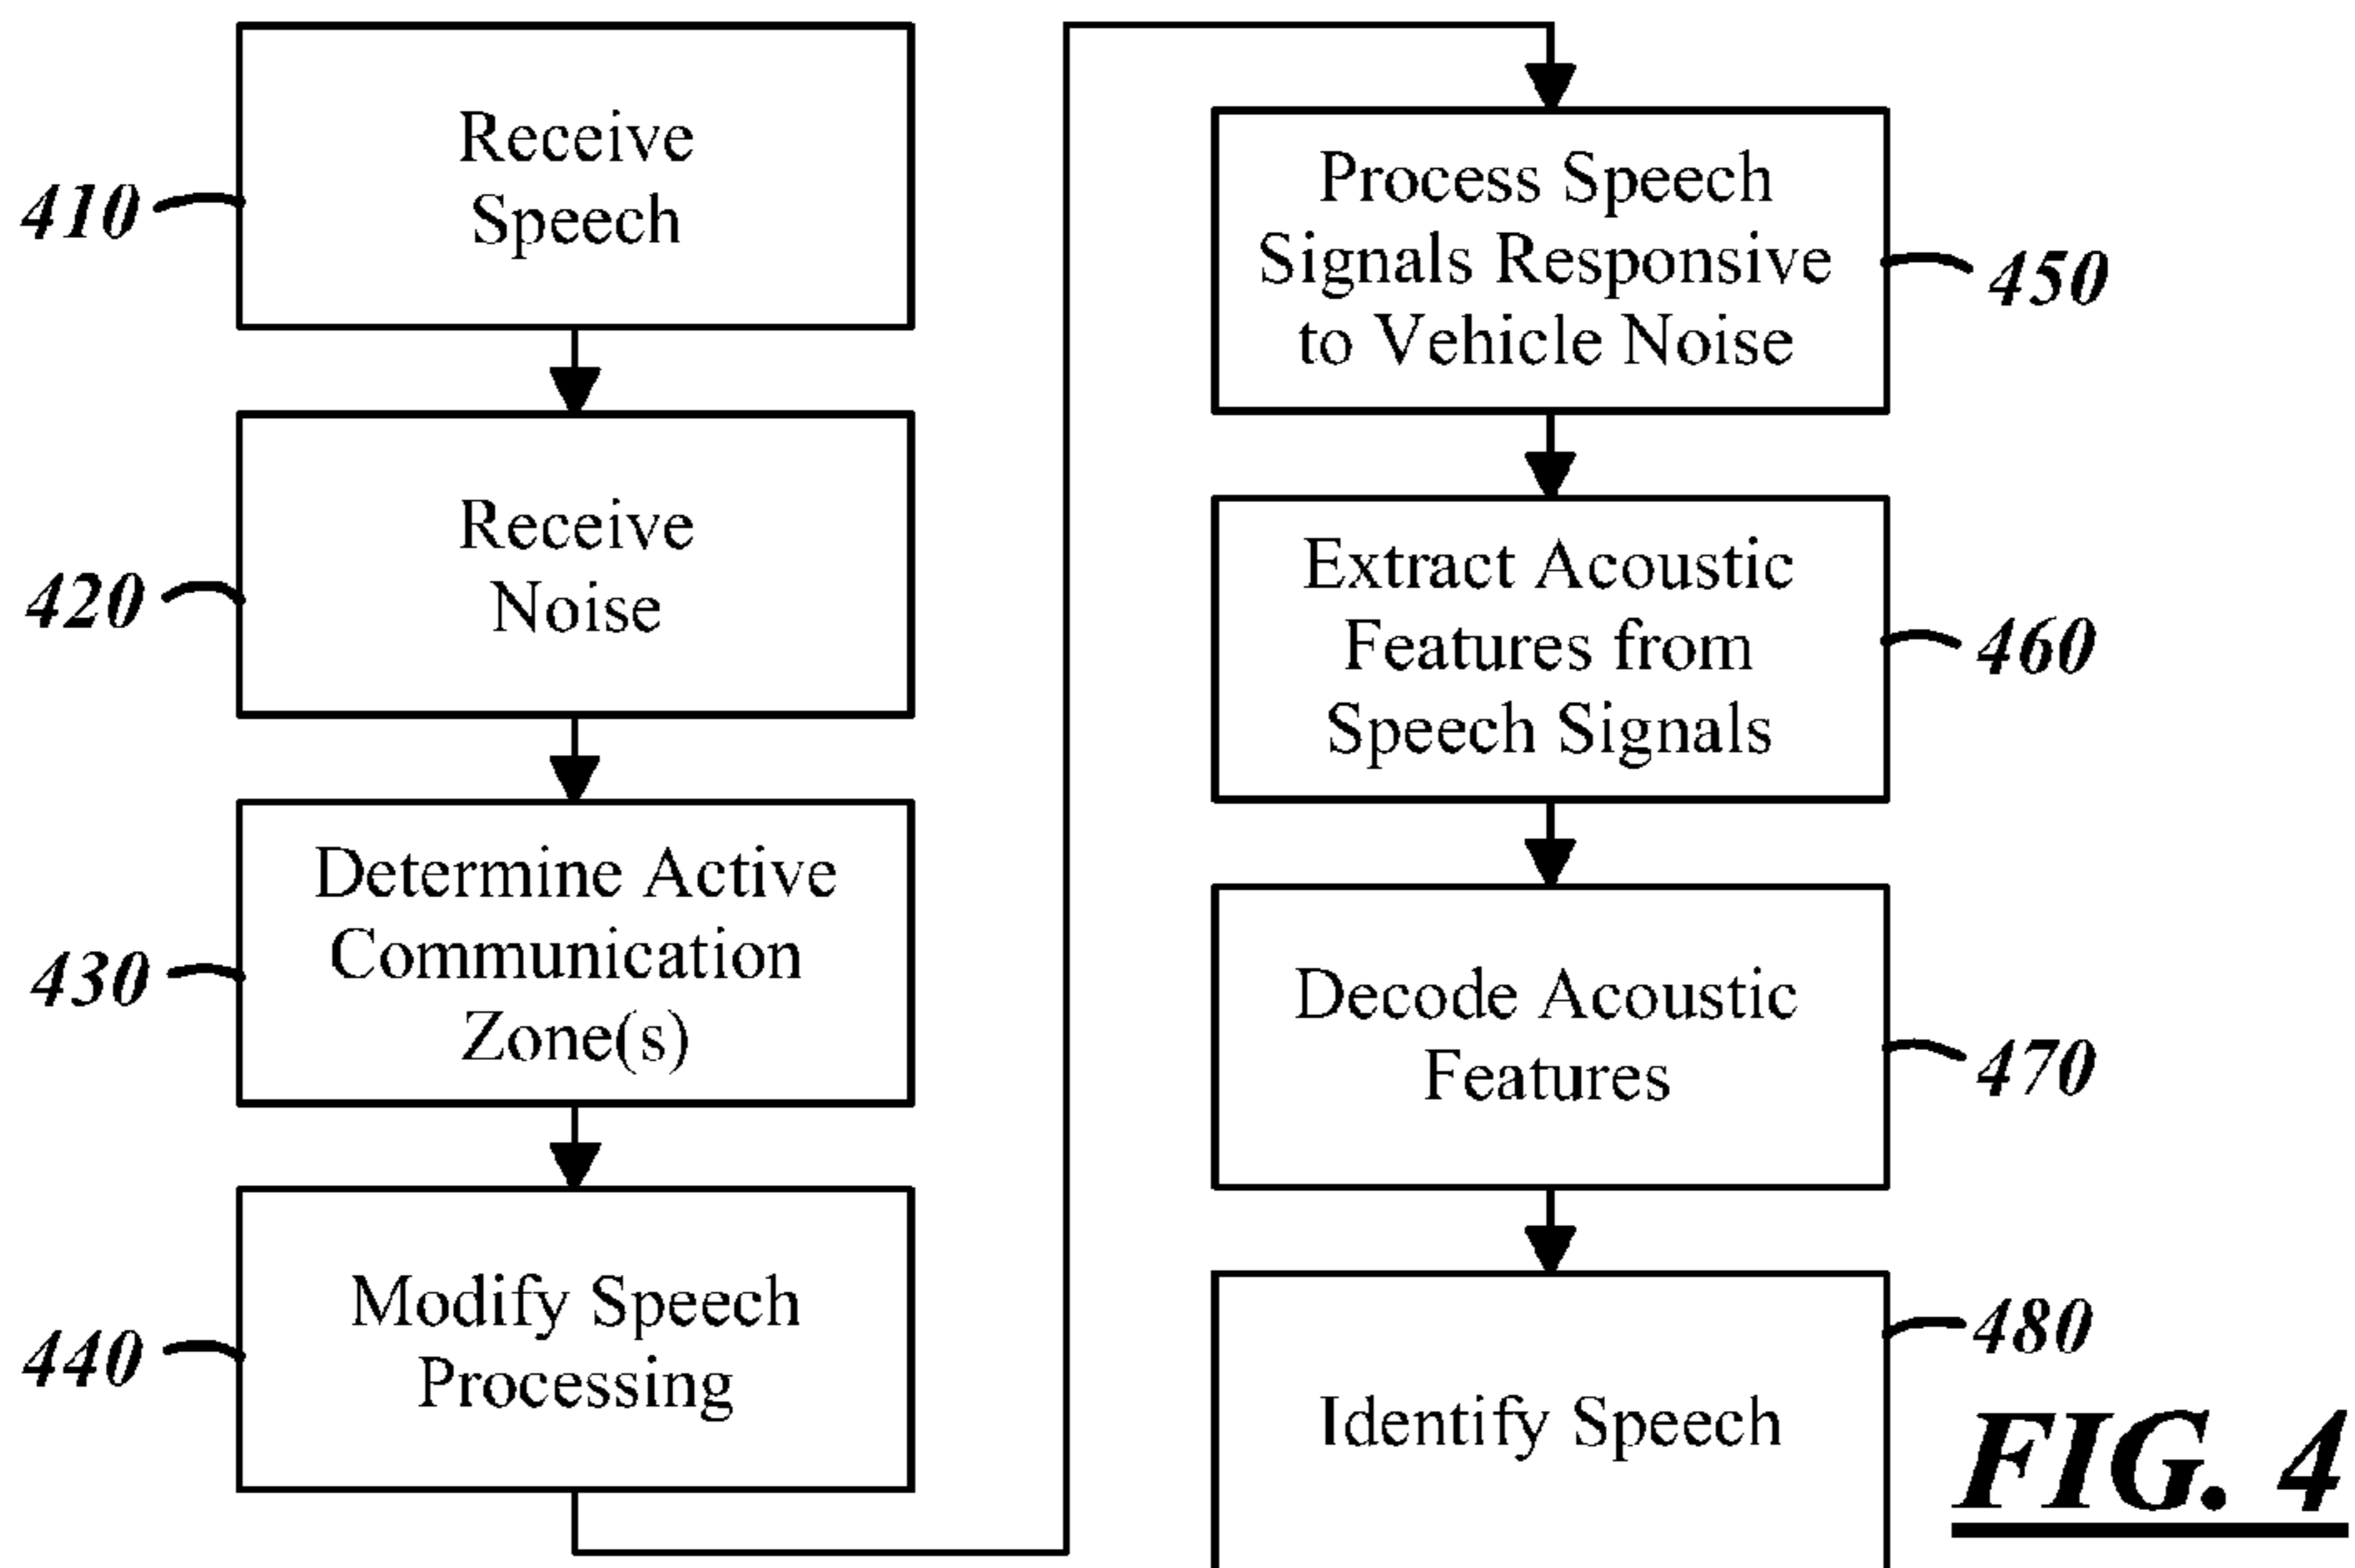 410
Receive
Speech
420
Receive
Noise
430
Determine Active
Communication
Zone(s)
440
Modify Speech
Processing
Process Speech
Signals Responsive
to Vehicle Noise
450
Extract Acoustic
Features from
Speech Signals
460
Decode Acoustic
Features
470
480
Identify Speech
FIG. 4